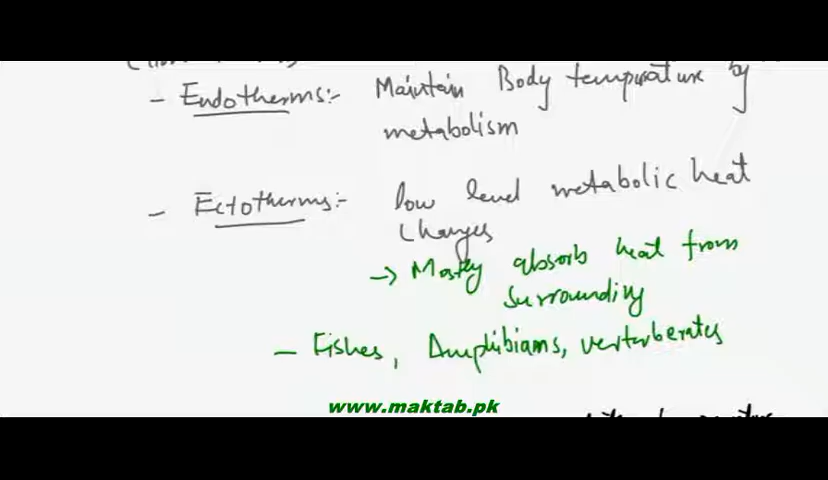 - Endotherms:- Maintain Body temperature by
metabolism
- Ectotherms:- low level metabolic heat
changes
→ Mostly absorb heat from
surrounding
- Fishes, Amphibians, verterberates
www.maktab.pk